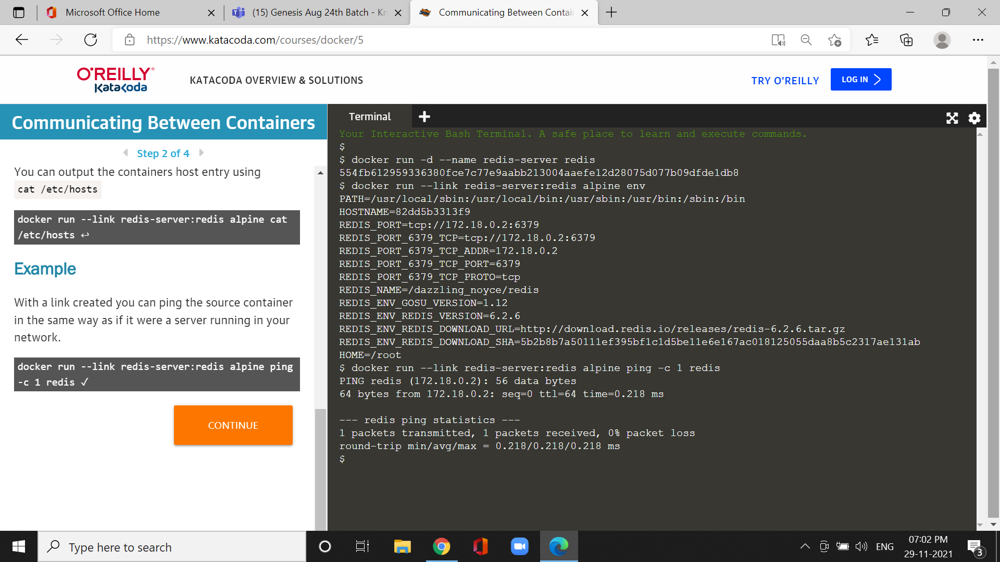 Microsoft Office Home
(15) Genesis Aug 24th Batch - Kn
Communicating Between Contai
https://www.katacoda.com/courses/docker/5
O'REILLY®
Katacoda
KATACODA OVERVIEW & SOLUTIONS
TRY O'REILLY
LOG IN
Communicating Between Containers
Step 2 of 4
You can output the containers host entry using
cat /etc/hosts
docker run --link redis-server:redis alpine cat
/etc/hosts ↩
Example
With a link created you can ping the source container
in the same way as if it were a server running in your
network.
docker run --link redis-server:redis alpine ping
-c 1 redis ✓
CONTINUE
Terminal
Your Interactive Bash Terminal. A safe place to learn and execute commands.
$
$ docker run -d --name redis-server redis
554fb612959336380fce7c77e9aabb213004aaefe12d28075d077b09dfde1db8
$ docker run --link redis-server:redis alpine env
PATH=/usr/local/sbin:/usr/local/bin:/usr/sbin:/usr/bin:/sbin:/bin
HOSTNAME=82dd5b3313f9
REDIS_PORT=tcp://172.18.0.2:6379
REDIS_PORT_6379_TCP=tcp://172.18.0.2:6379
REDIS_PORT_6379_TCP_ADDR=172.18.0.2
REDIS_PORT_6379_TCP_PORT=6379
REDIS_PORT_6379_TCP_PROTO=tcp
REDIS_NAME=/dazzling_noyce/redis
REDIS_ENV_GOSU_VERSION=1.12
REDIS_ENV_REDIS_VERSION=6.2.6
REDIS_ENV_REDIS_DOWNLOAD_URL=http://download.redis.io/releases/redis-6.2.6.tar.gz
REDIS_ENV_REDIS_DOWNLOAD_SHA=5b2b8b7a50111ef395bf1c1d5be11e6e167ac018125055daa8b5c2317ae131ab
HOME=/root
$ docker run --link redis-server:redis alpine ping -c 1 redis
PING redis (172.18.0.2): 56 data bytes
64 bytes from 172.18.0.2: seq=0 ttl=64 time=0.218 ms
--- redis ping statistics ---
1 packets transmitted, 1 packets received, 0% packet loss
round-trip min/avg/max = 0.218/0.218/0.218 ms
$
Type here to search
ENG
07:02 PM
29-11-2021
3